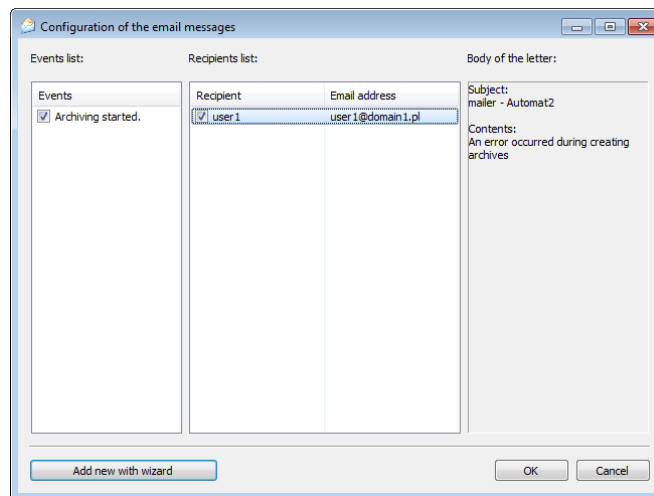 Configuration of the email messages
Events list:
Recipients list:
Body of the letter:
Events
Recipient
Email address
Archiving started.
user1
user1@domain1.pl
Subject:
mailer - Automat2
Contents:
An error occurred during creating
archives
Add new with wizard
OK
Cancel